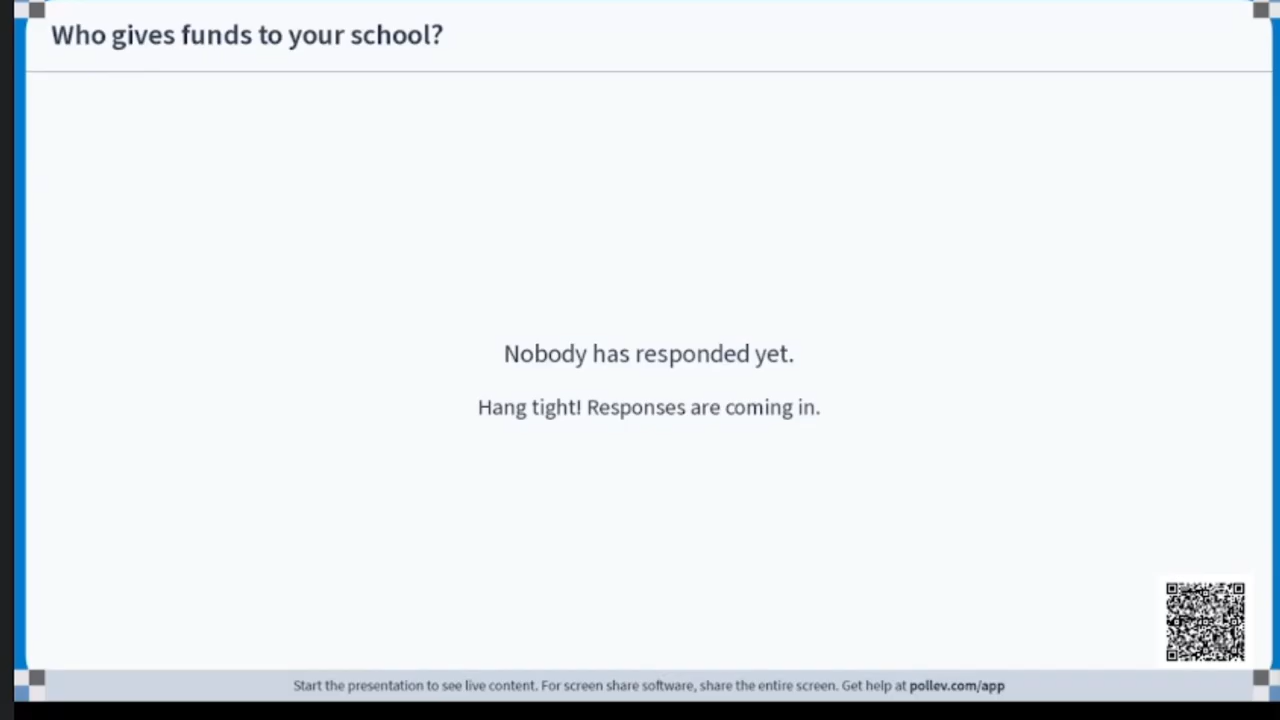 Who gives funds to your school?
Nobody has responded yet.
Hang tight! Responses are coming in.
Start the presentation to see live content. For screen share software, share the entire screen. Get help at pollev.com/app